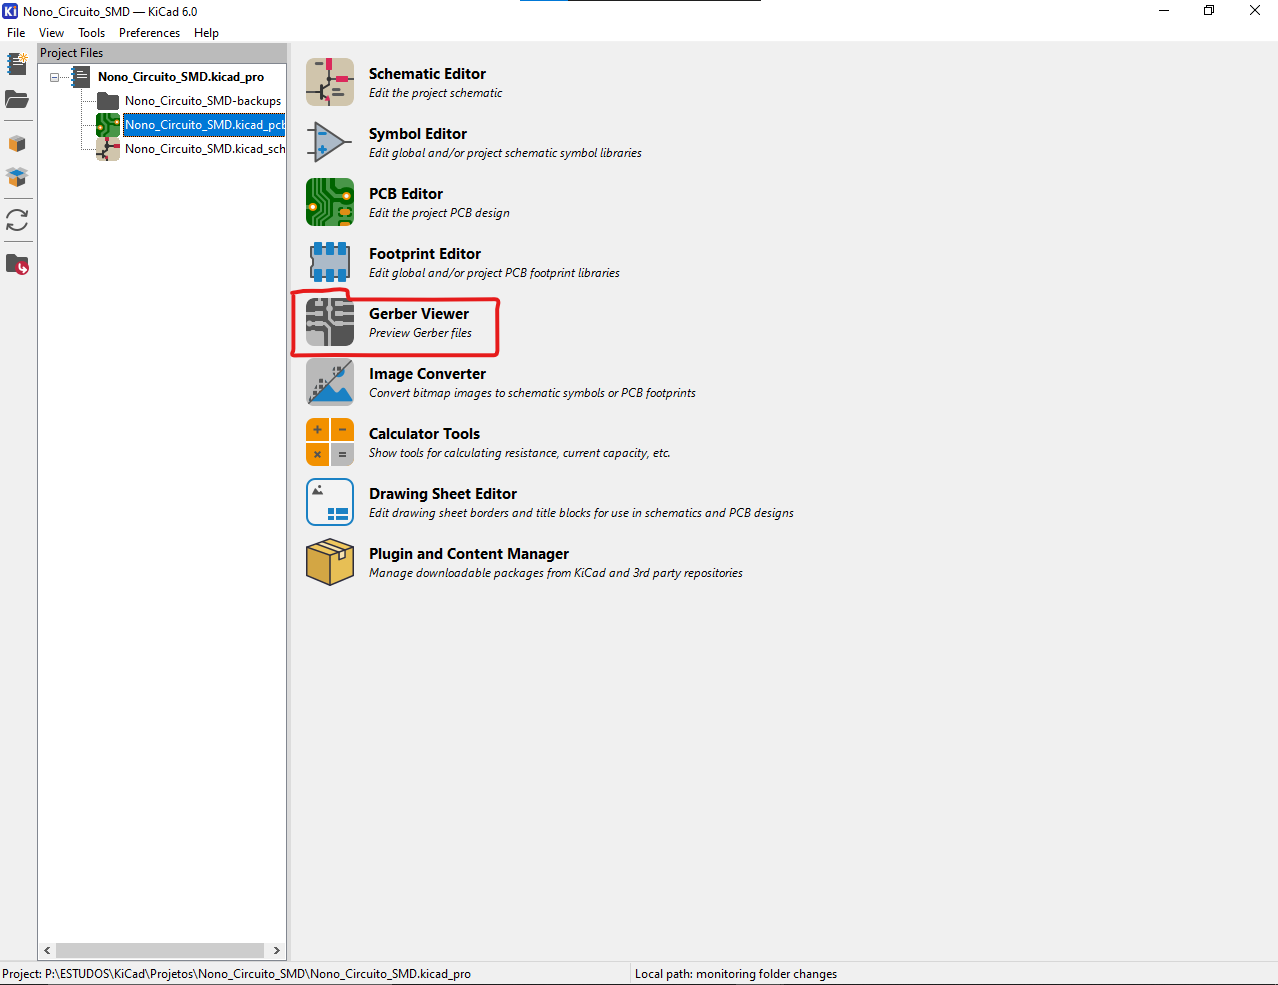 Nono_Circuito_SMD — KiCad 6.0
File View Tools Preferences Help
Project Files
Nono_Circuito_SMD.kicad_pro
Nono_Circuito_SMD-backups
Nono_Circuito_SMD.kicad_pcb
Nono_Circuito_SMD.kicad_sch
Schematic Editor
Edit the project schematic
Symbol Editor
Edit global and/or project schematic symbol libraries
PCB Editor
Edit the project PCB design
Footprint Editor
Edit global and/or project PCB footprint libraries
Gerber Viewer
Preview Gerber files
Image Converter
Convert bitmap images to schematic symbols or PCB footprints
Calculator Tools
Show tools for calculating resistance, current capacity, etc.
Drawing Sheet Editor
Edit drawing sheet borders and title blocks for use in schematics and PCB designs
Plugin and Content Manager
Manage downloadable packages from KiCad and 3rd party repositories
Project: P:\ESTUDOS\KiCad\Projetos\Nono_Circuito_SMD\Nono_Circuito_SMD.kicad_pro
Local path: monitoring folder changes